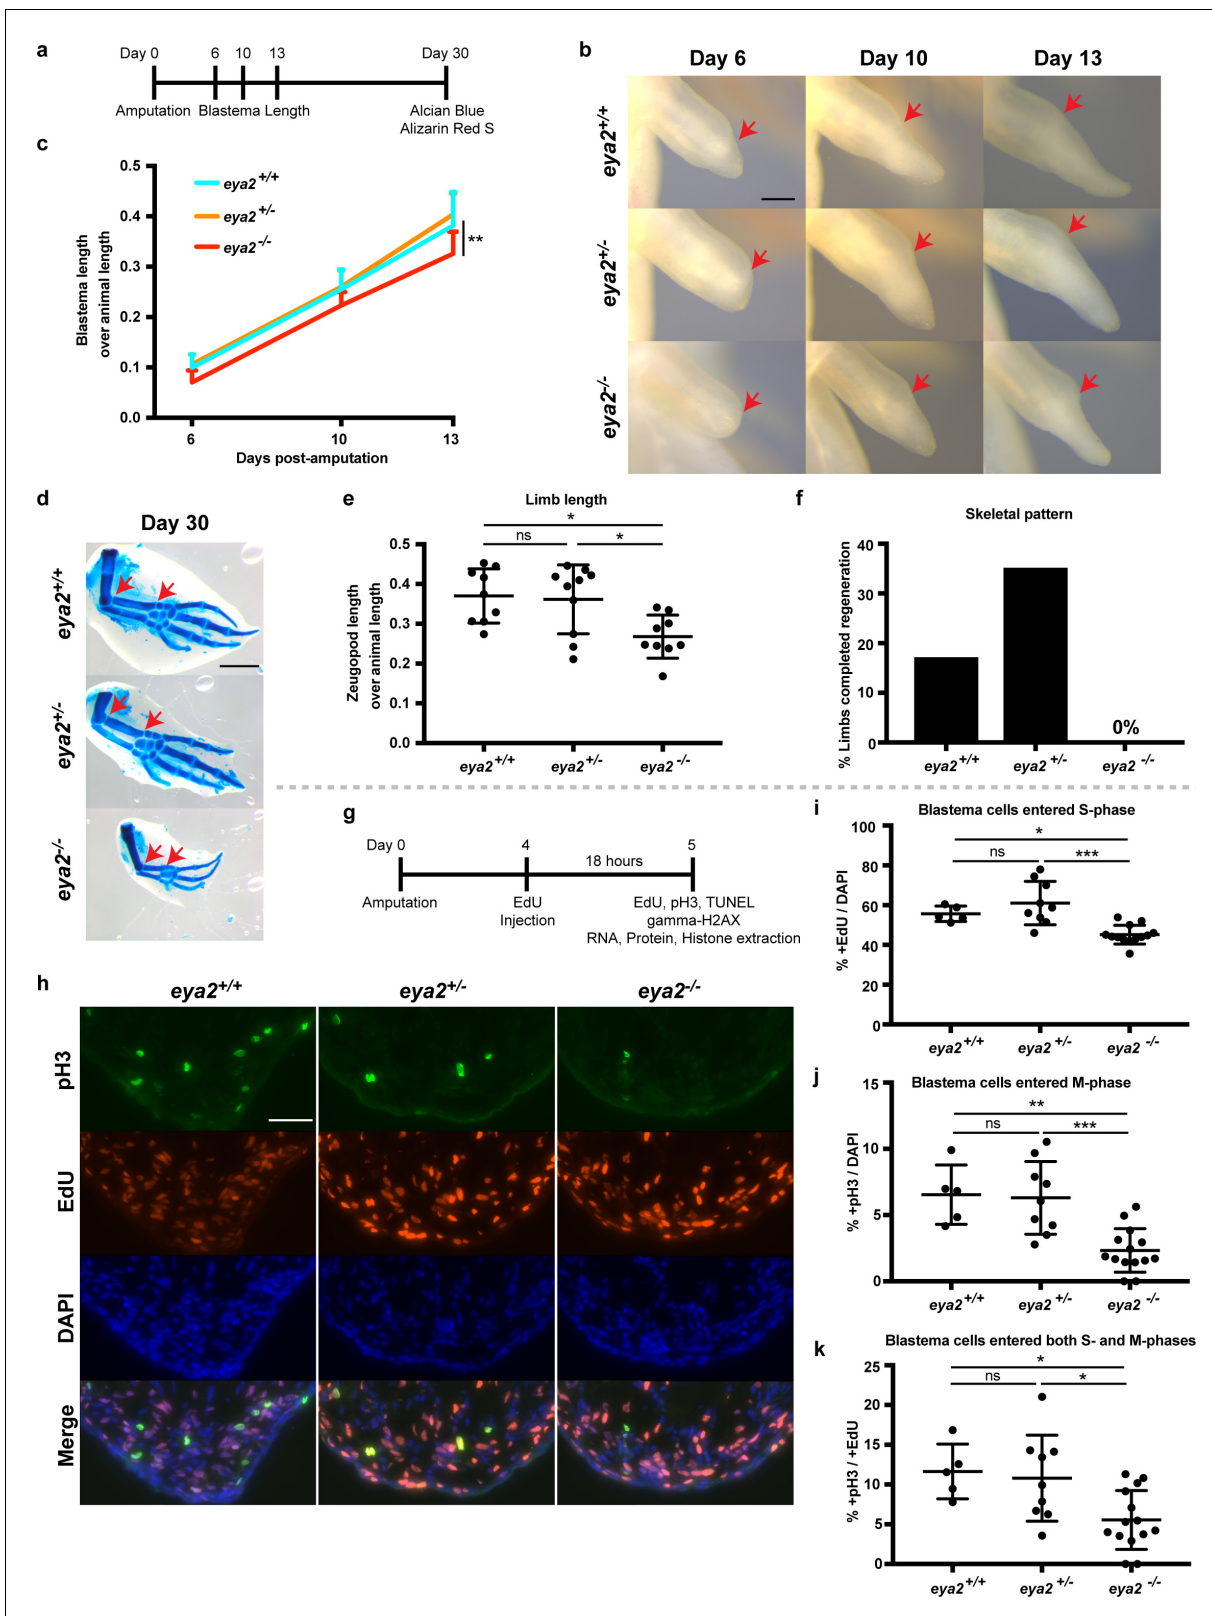 a
Day 0 6 10 13 Day 30
Amputation Blastema Length Alcian Blue
Alizarin Red S
b
Day 6 Day 10 Day 13
eya2+/+
eya2+/-
eya2-/-
c
0.5
0.4
0.3
0.2
0.1
0.0
Blastema length
over animal length
eya2+/+
eya2+/-
eya2-/-
**
6 10 13
Days post-amputation
d
Day 30
eya2+/+
eya2+/-
eya2-/-
e
Limb length
*
ns *
0.5
0.4
0.3
0.2
0.1
0.0
Zeugopod length
over animal length
eya2+/+ eya2+/- eya2-/-
f
Skeletal pattern
40
30
20
10
0
% Limbs completed regeneration
0%
eya2+/+ eya2+/- eya2-/-
g
Day 0 4 5
18 hours
Amputation EdU EdU, pH3, TUNEL
Injection gamma-H2AX
RNA, Protein, Histone extraction
h
eya2+/+ eya2+/- eya2-/-
pH3
EdU
DAPI
Merge
i
Blastema cells entered S-phase
*
ns ***
100
80
60
40
20
0
% +EdU / DAPI
eya2+/+ eya2+/- eya2-/-
j
Blastema cells entered M-phase
**
ns ***
15
10
5
0
% +pH3 / DAPI
eya2+/+ eya2+/- eya2-/-
k
Blastema cells entered both S- and M-phases
*
ns *
25
20
15
10
5
0
% +pH3 / +EdU
eya2+/+ eya2+/- eya2-/-